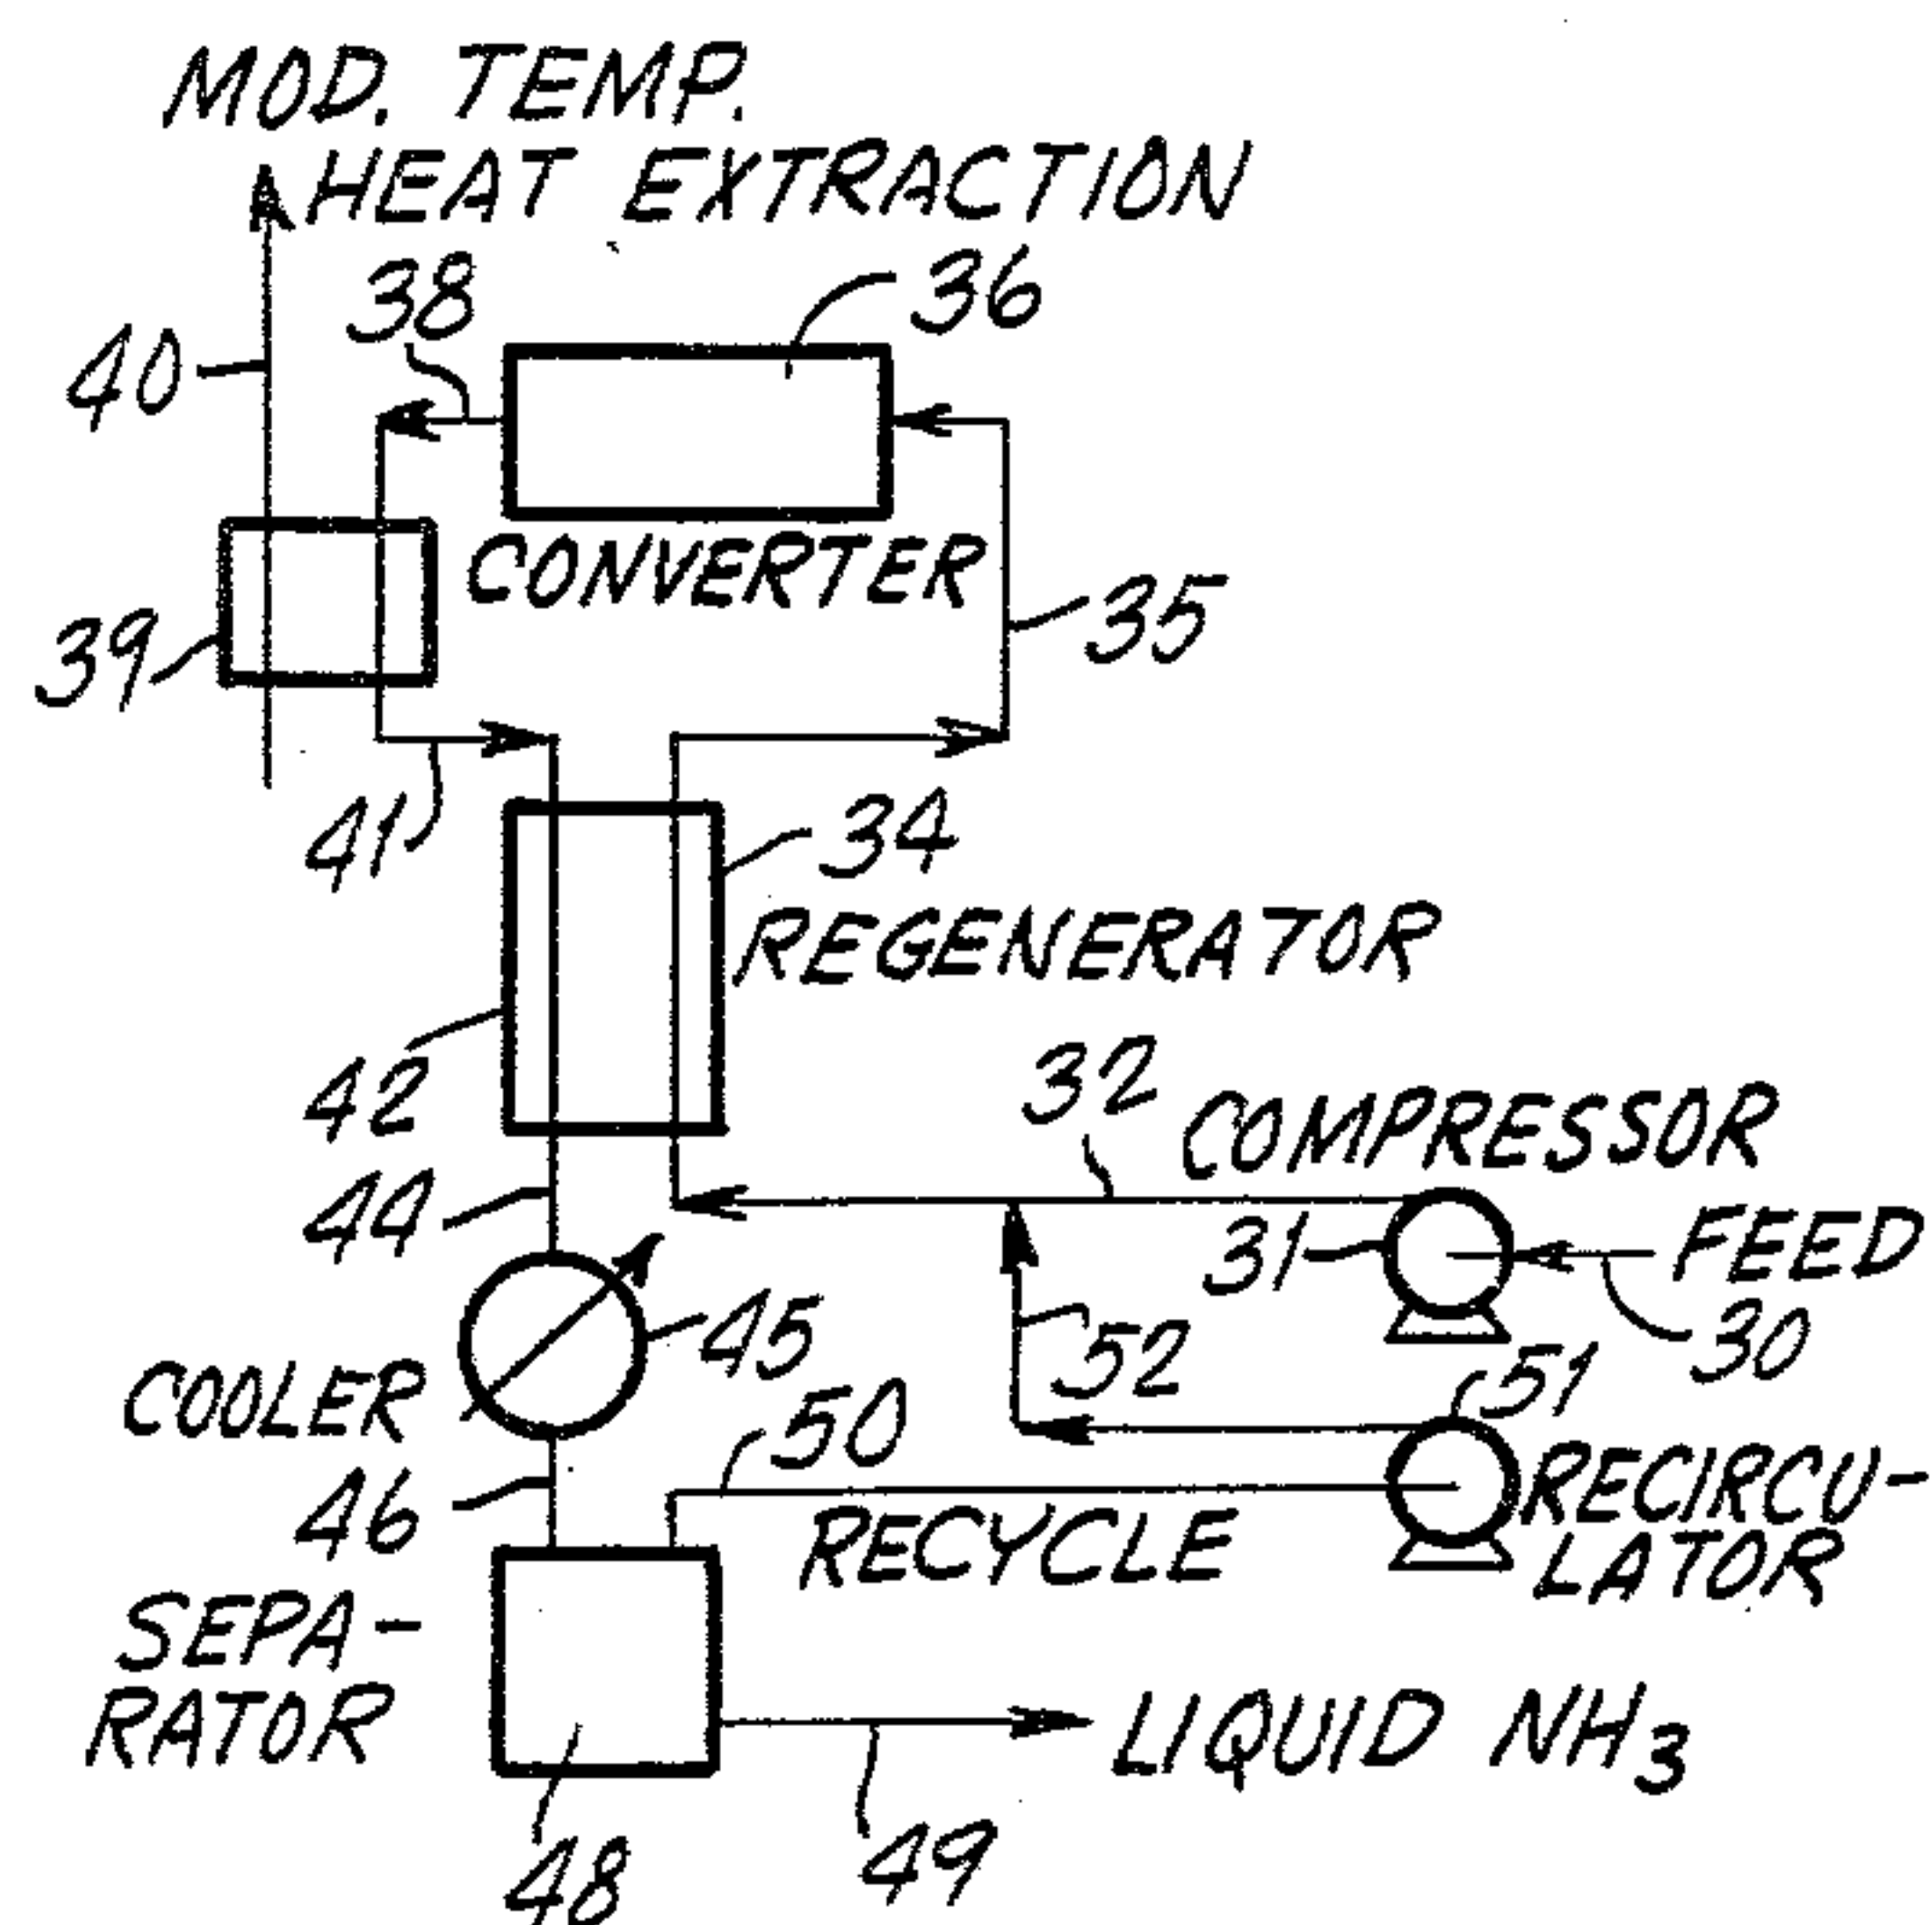 MOD. TEMP.
HEAT EXTRACTION
38
36
40
CONVERTER
35
39
41
34
REGENERATOR
42
32
COMPRESSOR
44
31
FEED
30
45
52
51
COOLER
50
46
RECYCLE
RECIRCU-
LATOR
SEPA-
RATOR
LIQUID NH3
48
49